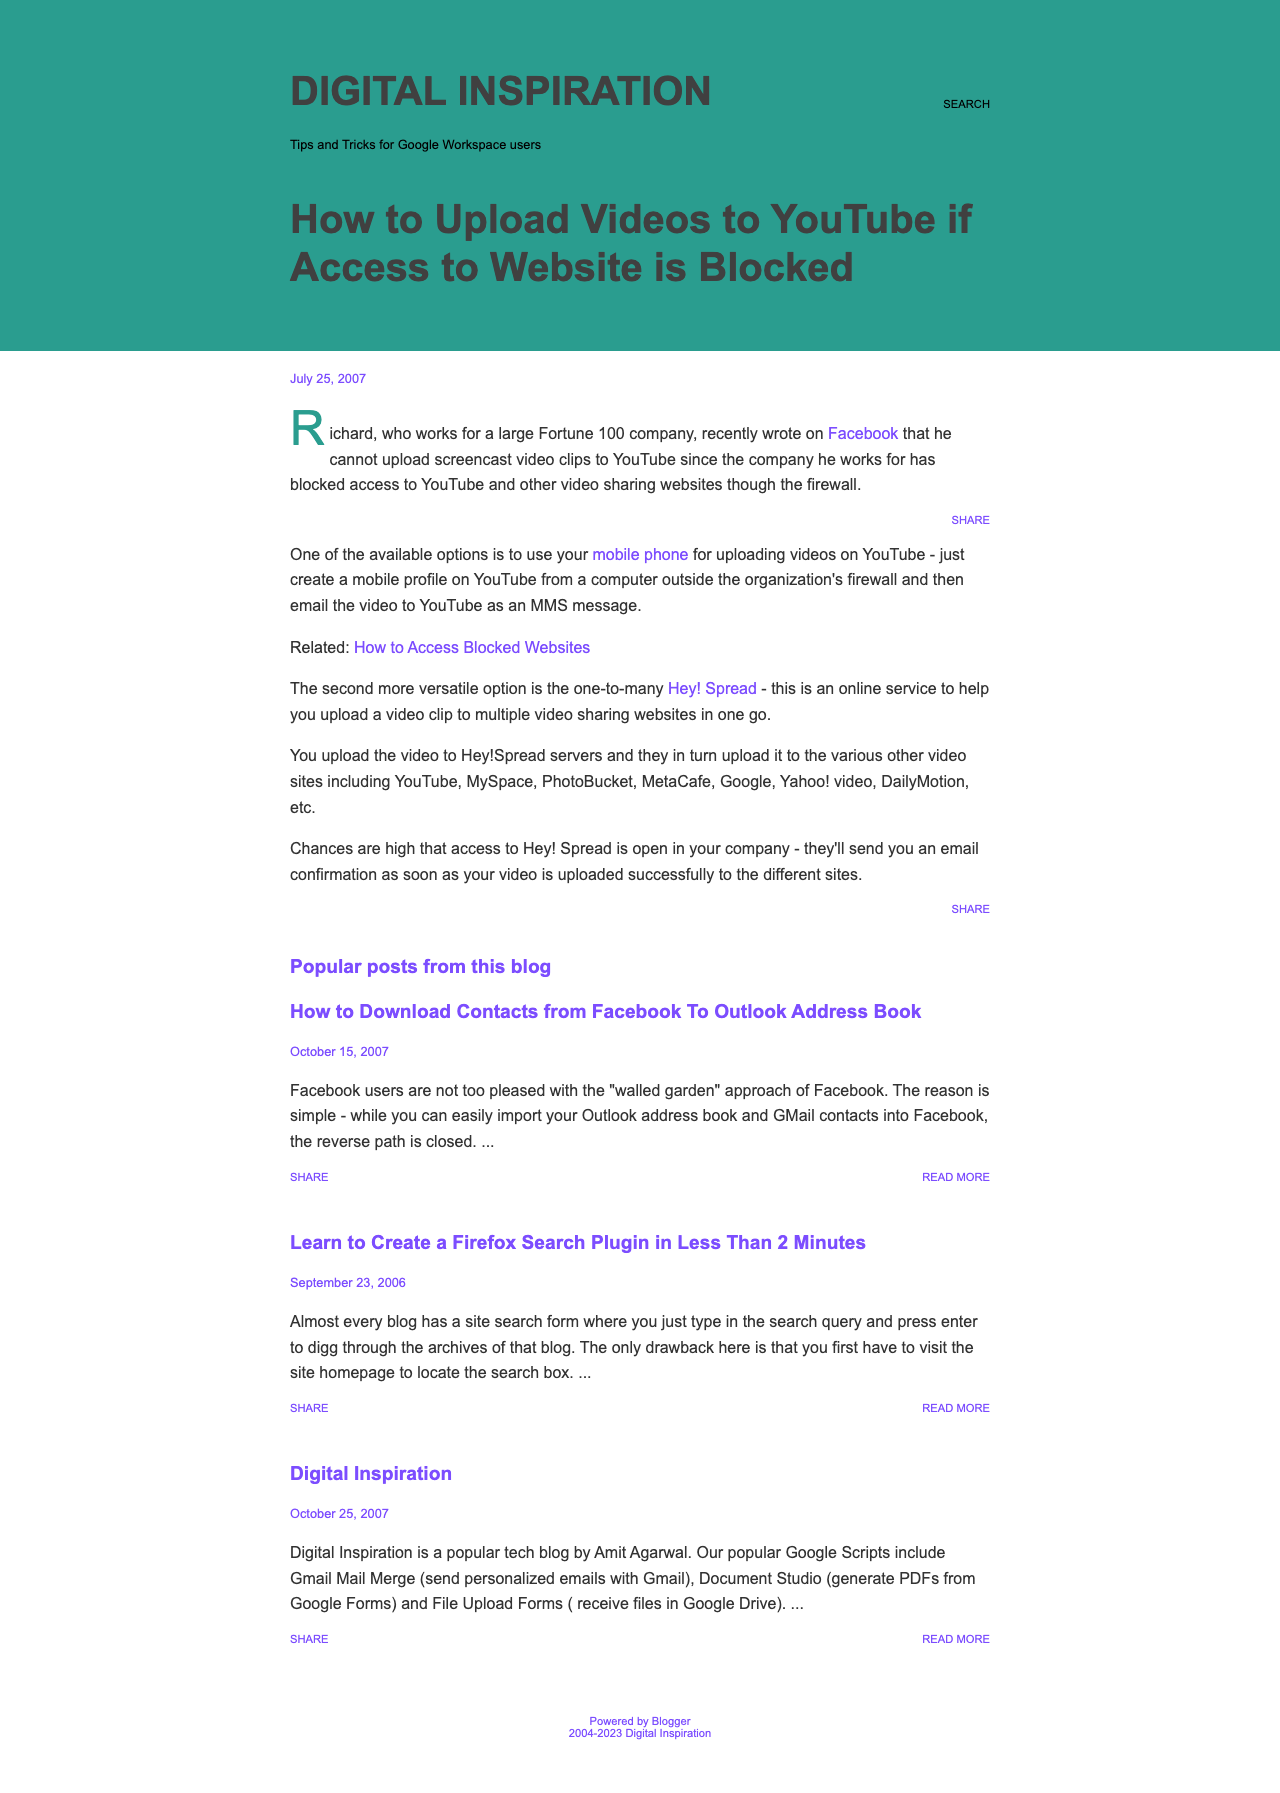 DIGITAL INSPIRATION
SEARCH
Tips and Tricks for Google Workspace users
How to Upload Videos to YouTube if
Access to Website is Blocked
July 25, 2007
Richard, who works for a large Fortune 100 company, recently wrote on Facebook that he
cannot upload screencast video clips to YouTube since the company he works for has
blocked access to YouTube and other video sharing websites though the firewall.
SHARE
One of the available options is to use your mobile phone for uploading videos on YouTube - just
create a mobile profile on YouTube from a computer outside the organization's firewall and then
email the video to YouTube as an MMS message.
Related: How to Access Blocked Websites
The second more versatile option is the one-to-many Hey! Spread - this is an online service to help
you upload a video clip to multiple video sharing websites in one go.
You upload the video to Hey!Spread servers and they in turn upload it to the various other video
sites including YouTube, MySpace, PhotoBucket, MetaCafe, Google, Yahoo! video, DailyMotion,
etc.
Chances are high that access to Hey! Spread is open in your company - they'll send you an email
confirmation as soon as your video is uploaded successfully to the different sites.
SHARE
Popular posts from this blog
How to Download Contacts from Facebook To Outlook Address Book
October 15, 2007
Facebook users are not too pleased with the "walled garden" approach of Facebook. The reason is
simple - while you can easily import your Outlook address book and GMail contacts into Facebook,
the reverse path is closed. ...
SHARE READ MORE
Learn to Create a Firefox Search Plugin in Less Than 2 Minutes
September 23, 2006
Almost every blog has a site search form where you just type in the search query and press enter
to digg through the archives of that blog. The only drawback here is that you first have to visit the
site homepage to locate the search box. ...
SHARE READ MORE
Digital Inspiration
October 25, 2007
Digital Inspiration is a popular tech blog by Amit Agarwal. Our popular Google Scripts include
Gmail Mail Merge (send personalized emails with Gmail), Document Studio (generate PDFs from
Google Forms) and File Upload Forms ( receive files in Google Drive). ...
SHARE READ MORE
Powered by Blogger
2004-2023 Digital Inspiration